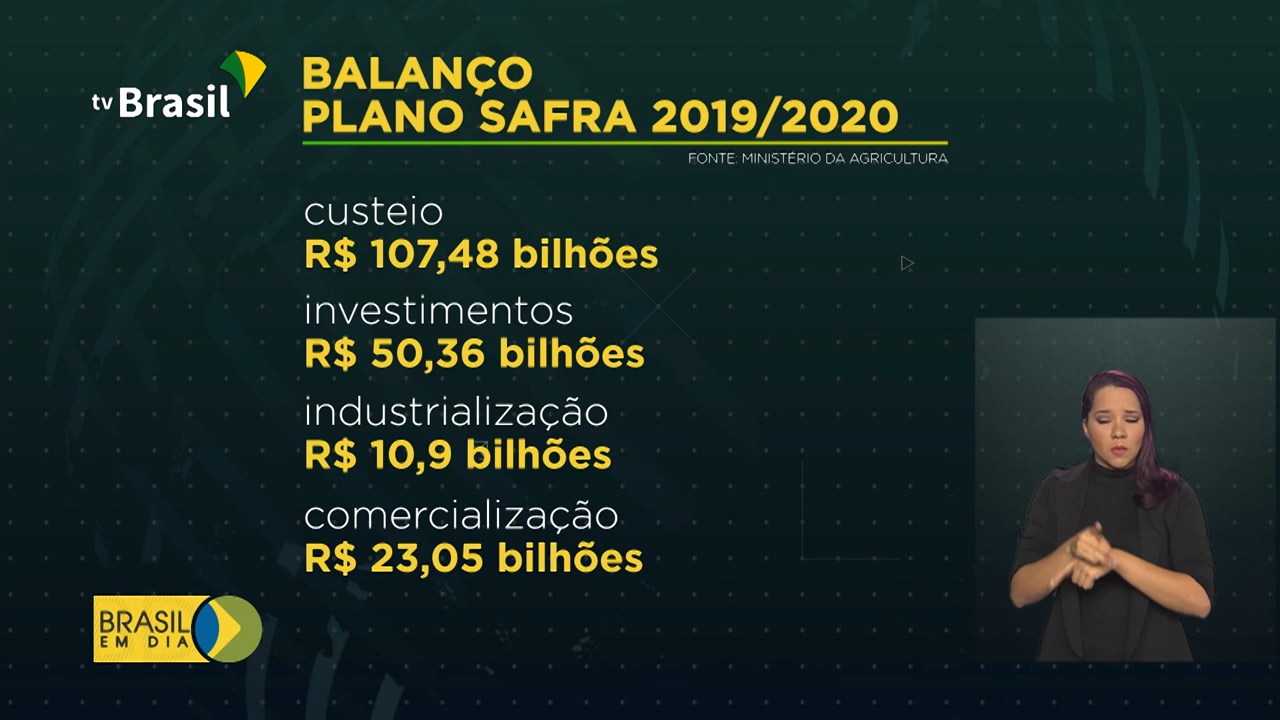 tv Brasil
BALANÇO
PLANO SAFRA 2019/2020
FONTE: MINISTÉRIO DA AGRICULTURA
custeio
R$ 107,48 bilhões
investimentos
R$ 50,36 bilhões
industrialização
R$ 10,9 bilhões
comercialização
R$ 23,05 bilhões
BRASIL
EM DIA